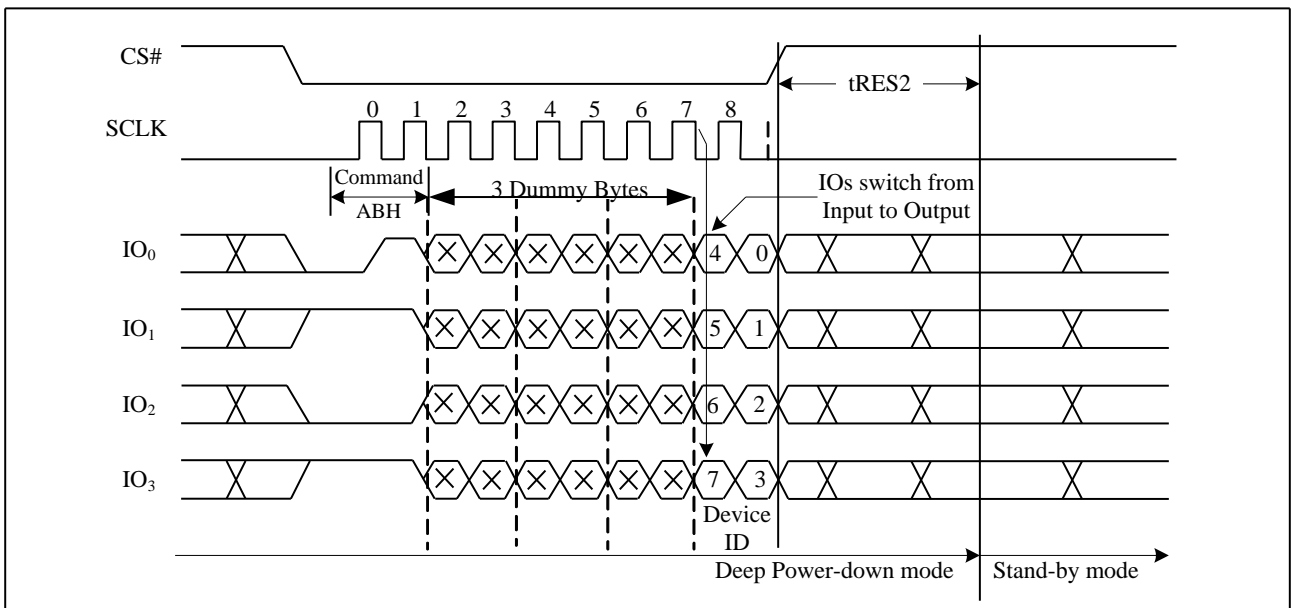 CS#
tRES2
SCLK
0 1 2 3 4 5 6 7 8
Command
ABH
3 Dummy Bytes
IOs switch from
Input to Output
IO₀
4 0
IO₁
5 1
IO₂
6 2
IO₃
7 3
Device
ID
Deep Power-down mode
Stand-by mode